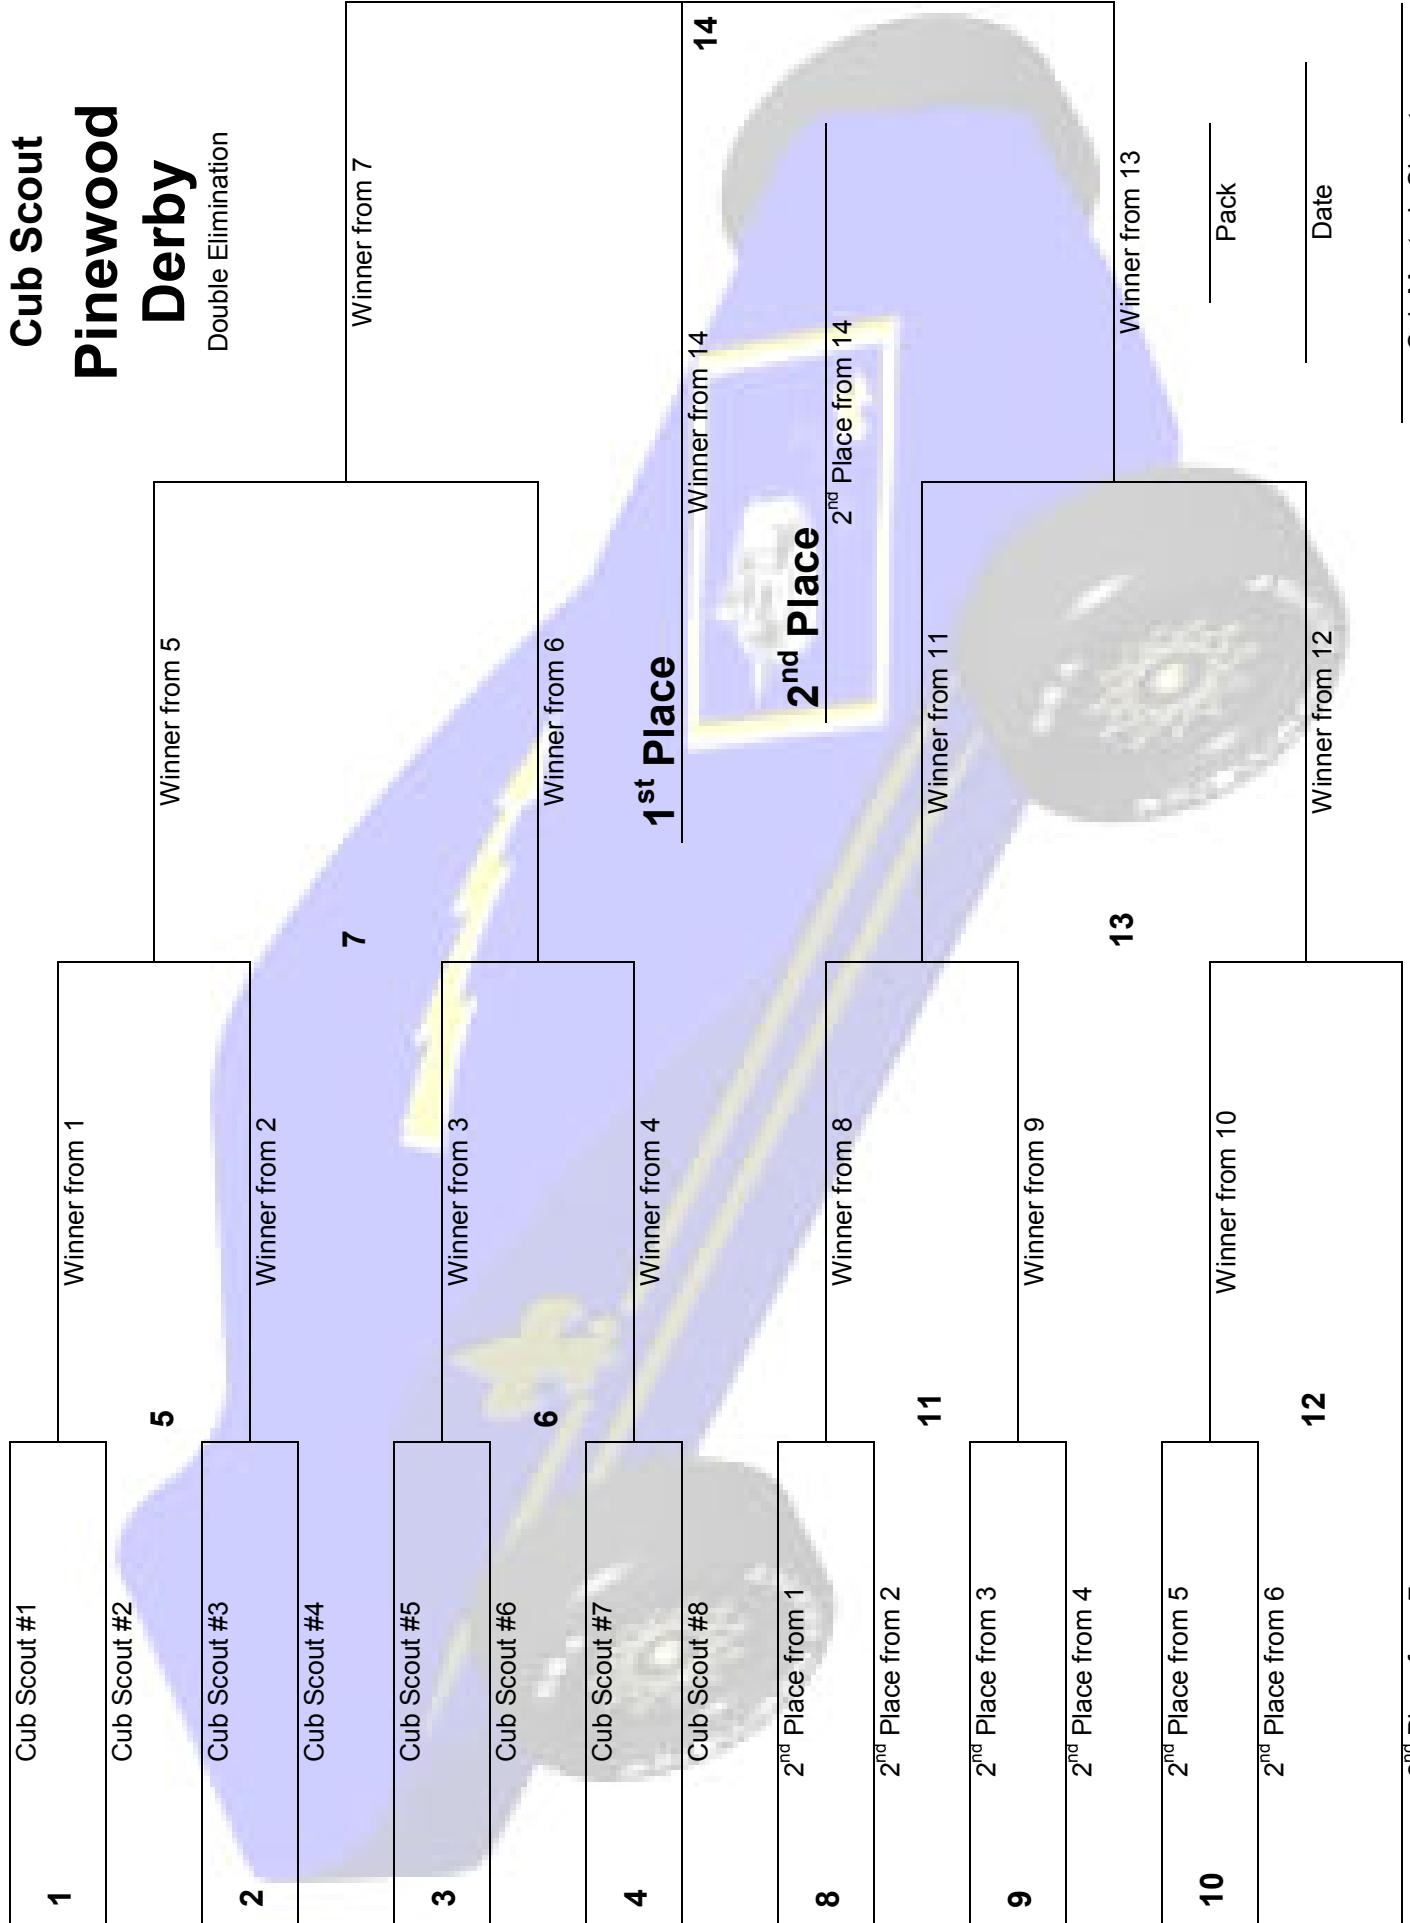 Cub Scout
Pinewood
Derby
Double Elimination
1
Cub Scout #1
Cub Scout #2
Winner from 1
5
2
Cub Scout #3
Cub Scout #4
Winner from 2
Winner from 5
7
3
Cub Scout #5
Cub Scout #6
Winner from 3
6
4
Cub Scout #7
Cub Scout #8
Winner from 4
Winner from 6
Winner from 7
14
1st Place
Winner from 14
2nd Place
2nd Place from 14
8
2nd Place from 1
2nd Place from 2
Winner from 8
11
9
2nd Place from 3
2nd Place from 4
Winner from 9
Winner from 11
13
10
2nd Place from 5
2nd Place from 6
Winner from 10
12
Winner from 12
Winner from 13
Pack
Date